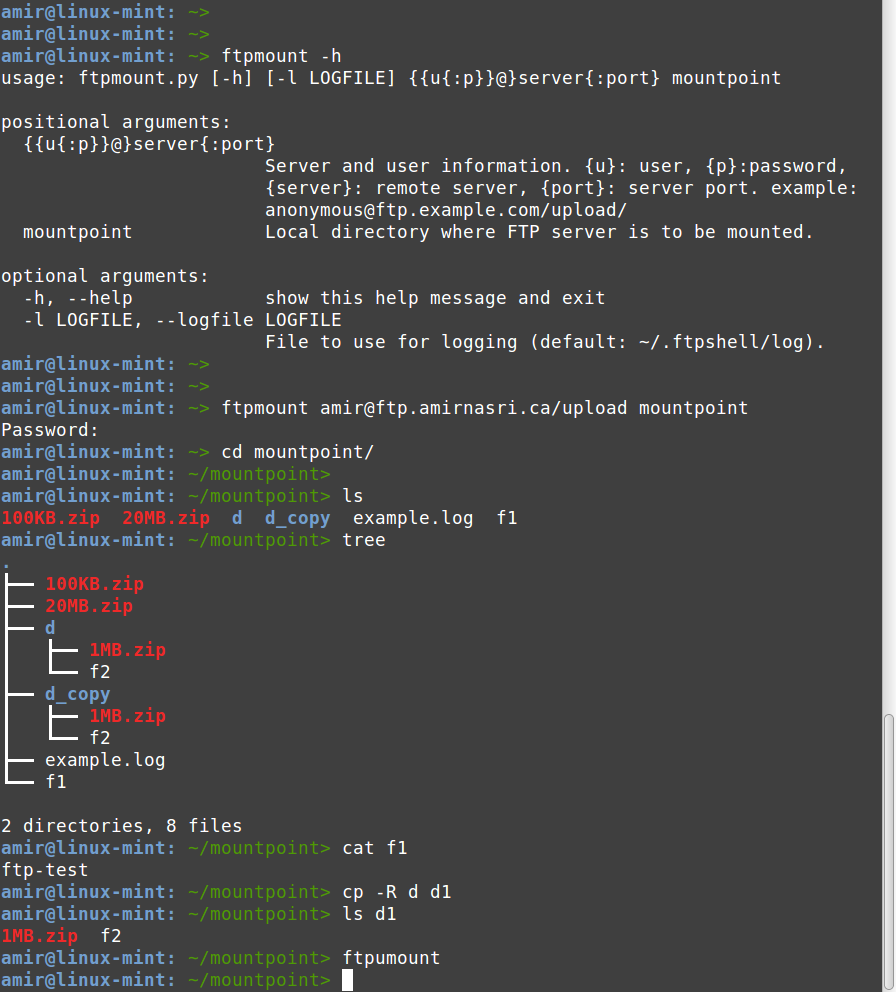 amir@linux-mint: ~>
amir@linux-mint: ~>
amir@linux-mint: ~> ftpmount -h
usage: ftpmount.py [-h] [-l LOGFILE] {{u{:p}}@}server{:port} mountpoint

positional arguments:
  {{u{:p}}@}server{:port}
                        Server and user information. {u}: user, {p}:password,
                        {server}: remote server, {port}: server port. example:
                        anonymous@ftp.example.com/upload/
  mountpoint            Local directory where FTP server is to be mounted.

optional arguments:
  -h, --help            show this help message and exit
  -l LOGFILE, --logfile LOGFILE
                        File to use for logging (default: ~/.ftpshell/log).
amir@linux-mint: ~>
amir@linux-mint: ~>
amir@linux-mint: ~> ftpmount amir@ftp.amirnasri.ca/upload mountpoint
Password:
amir@linux-mint: ~> cd mountpoint/
amir@linux-mint: ~/mountpoint>
amir@linux-mint: ~/mountpoint> ls
100KB.zip  20MB.zip  d  d_copy  example.log  f1
amir@linux-mint: ~/mountpoint> tree
.
├── 100KB.zip
├── 20MB.zip
├── d
│   ├── 1MB.zip
│   └── f2
├── d_copy
│   ├── 1MB.zip
│   └── f2
├── example.log
└── f1

2 directories, 8 files
amir@linux-mint: ~/mountpoint> cat f1
ftp-test
amir@linux-mint: ~/mountpoint> cp -R d d1
amir@linux-mint: ~/mountpoint> ls d1
1MB.zip  f2
amir@linux-mint: ~/mountpoint> ftpumount
amir@linux-mint: ~/mountpoint>